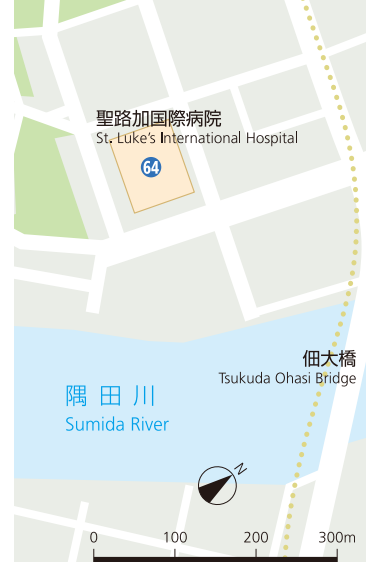 聖路加国際病院
St. Luke's International Hospital
64
佃大橋
Tsukuda Ohasi Bridge
隅田川
Sumida River
N
0 100 200 300m